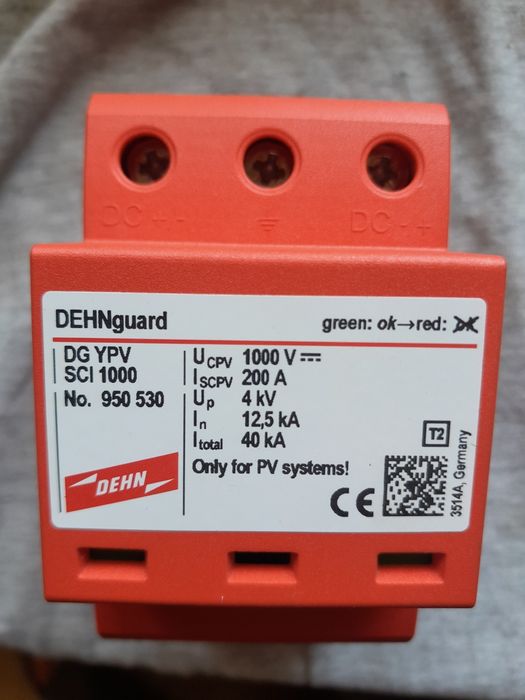 DC + - ⏚ DC - +
DEHNguard green: ok→red: ok
DG YPV
SCI 1000
No. 950 530
DEHN
UCPV 1000 V ⎓
ISCPV 200 A
Up 4 kV
In 12,5 kA
Itotal 40 kA
Only for PV systems!
T2
CE
3514A, Germany